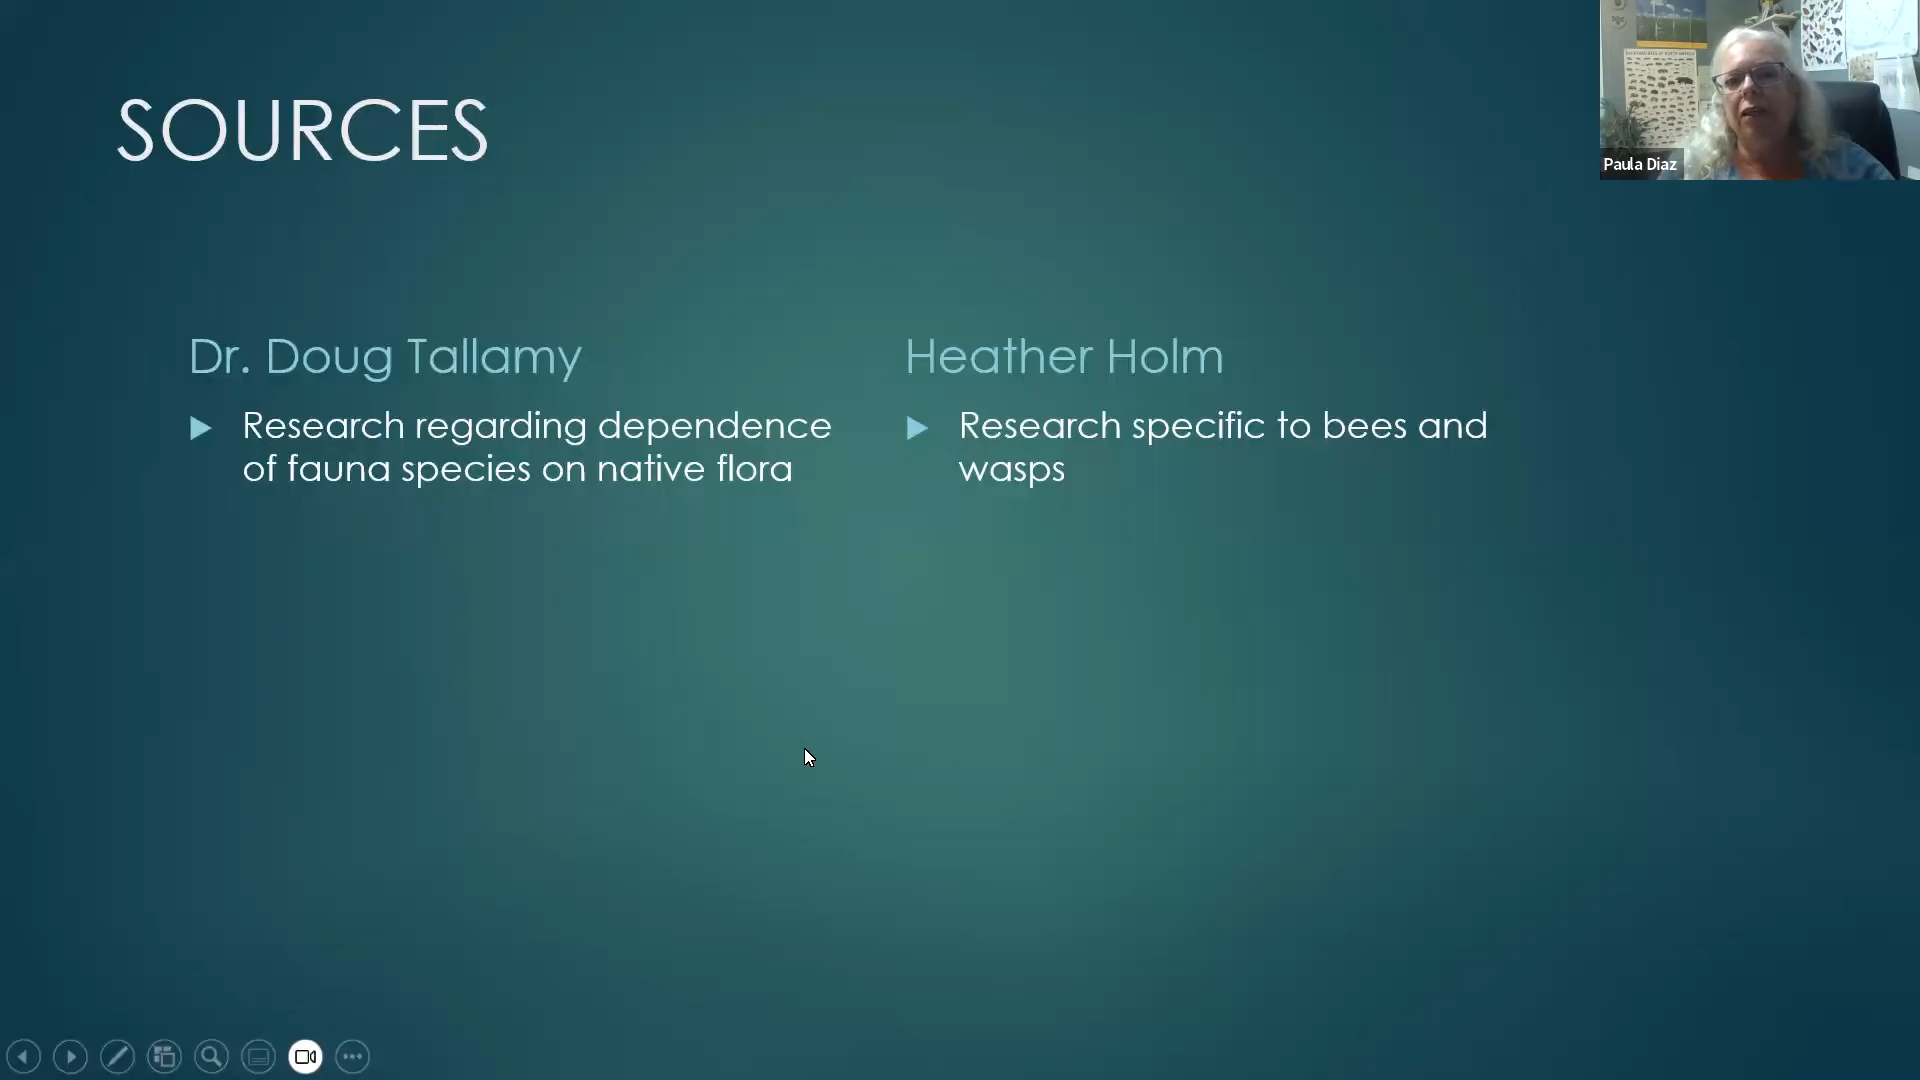 SOURCES
Dr. Doug Tallamy
Research regarding dependence
of fauna species on native flora
Heather Holm
Research specific to bees and
wasps
Paula Diaz